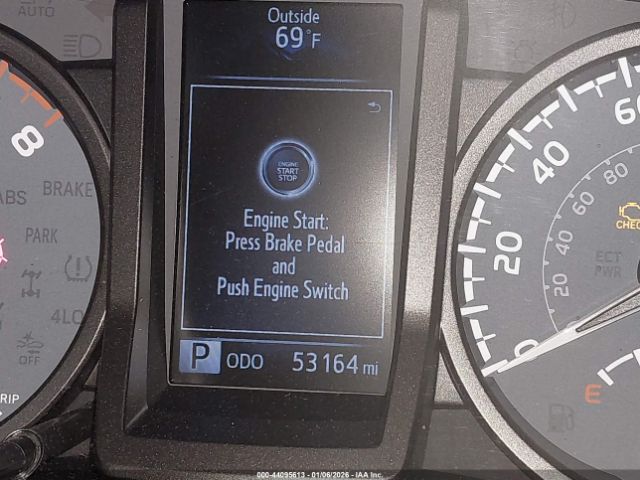 AUTO
Outside
69°F
8
ABS
BRAKE
PARK
4LO
OFF
TRIP
ENGINE
START
STOP
Engine Start:
Press Brake Pedal
and
Push Engine Switch
P ODO 53164 mi
60
40
20
0
80
60
40
20
CHECK
ECT
PWR
E
000-44095613 - 01/06/2026 - IAA Inc.